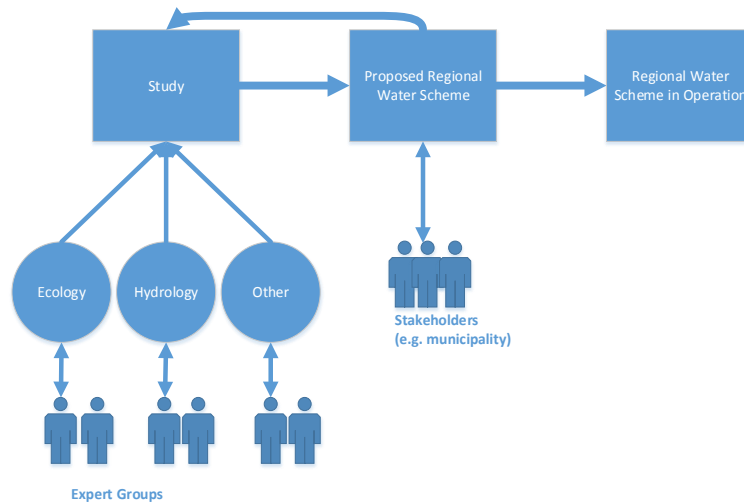 Study
Proposed Regional
Water Scheme
Regional Water
Scheme in Operation
Ecology
Hydrology
Other
Stakeholders
(e.g. municipality)
Expert Groups